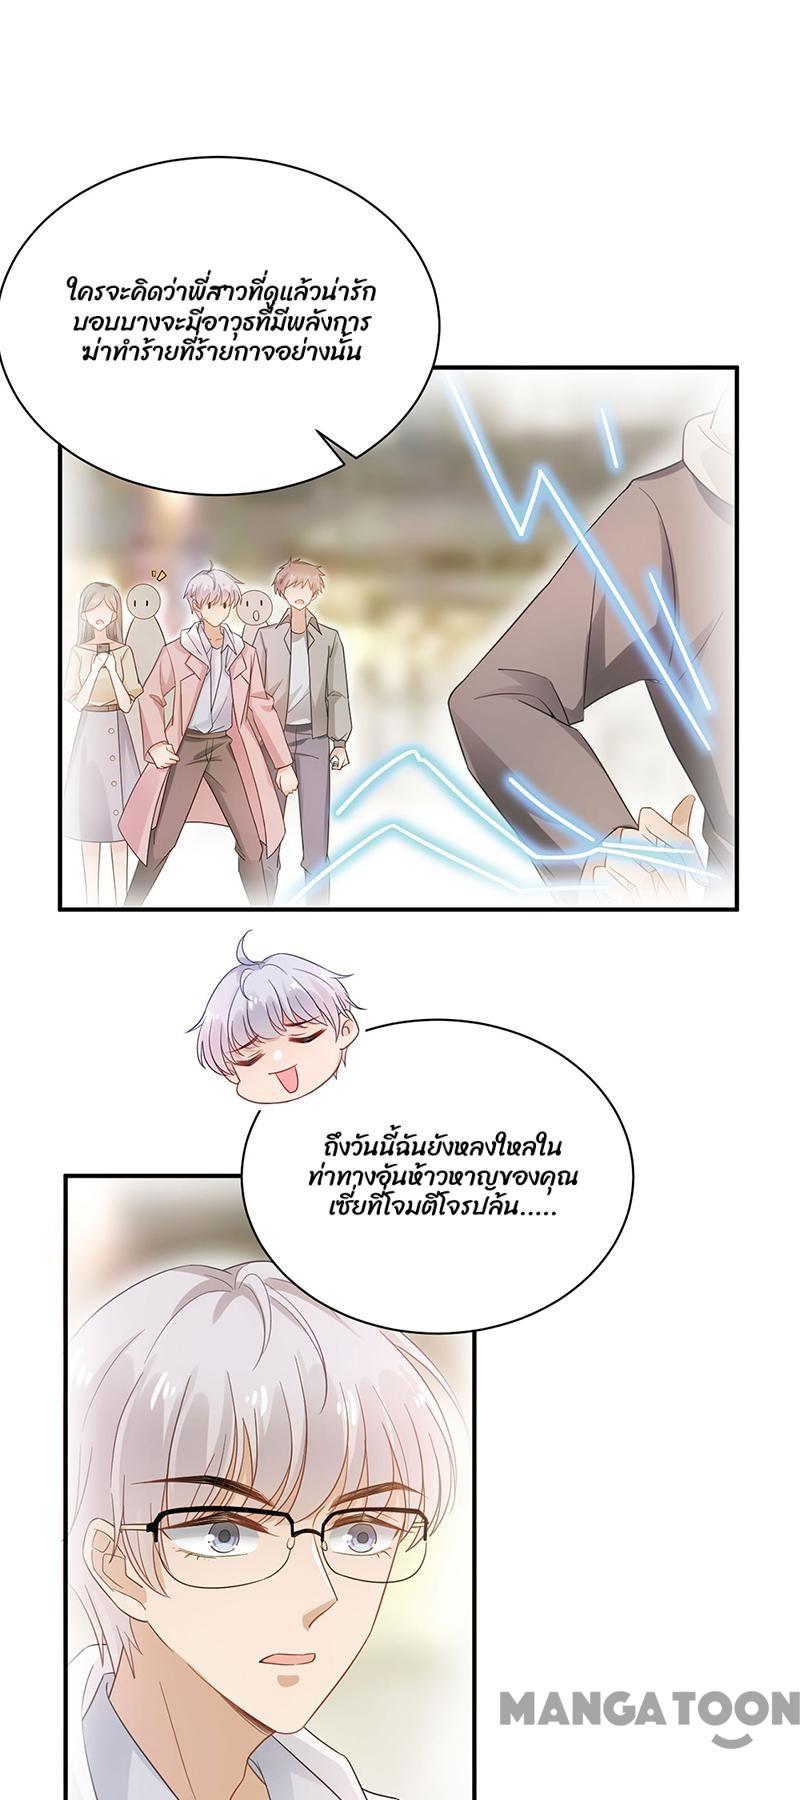 ใครจะคิดว่าพี่สาวที่ดูแล้วน่ารัก
บอบบางจะมีอาวุธที่มีพลังการ
ฆ่าทำร้ายที่ร้ายกาจอย่างนั้น
ถึงวันนี้ฉันยังหลงใหลใน
ท่าทางอันห้าวหาญของคุณ
เซี่ยที่โจมตีโจรปล้น.....
MANGATOON